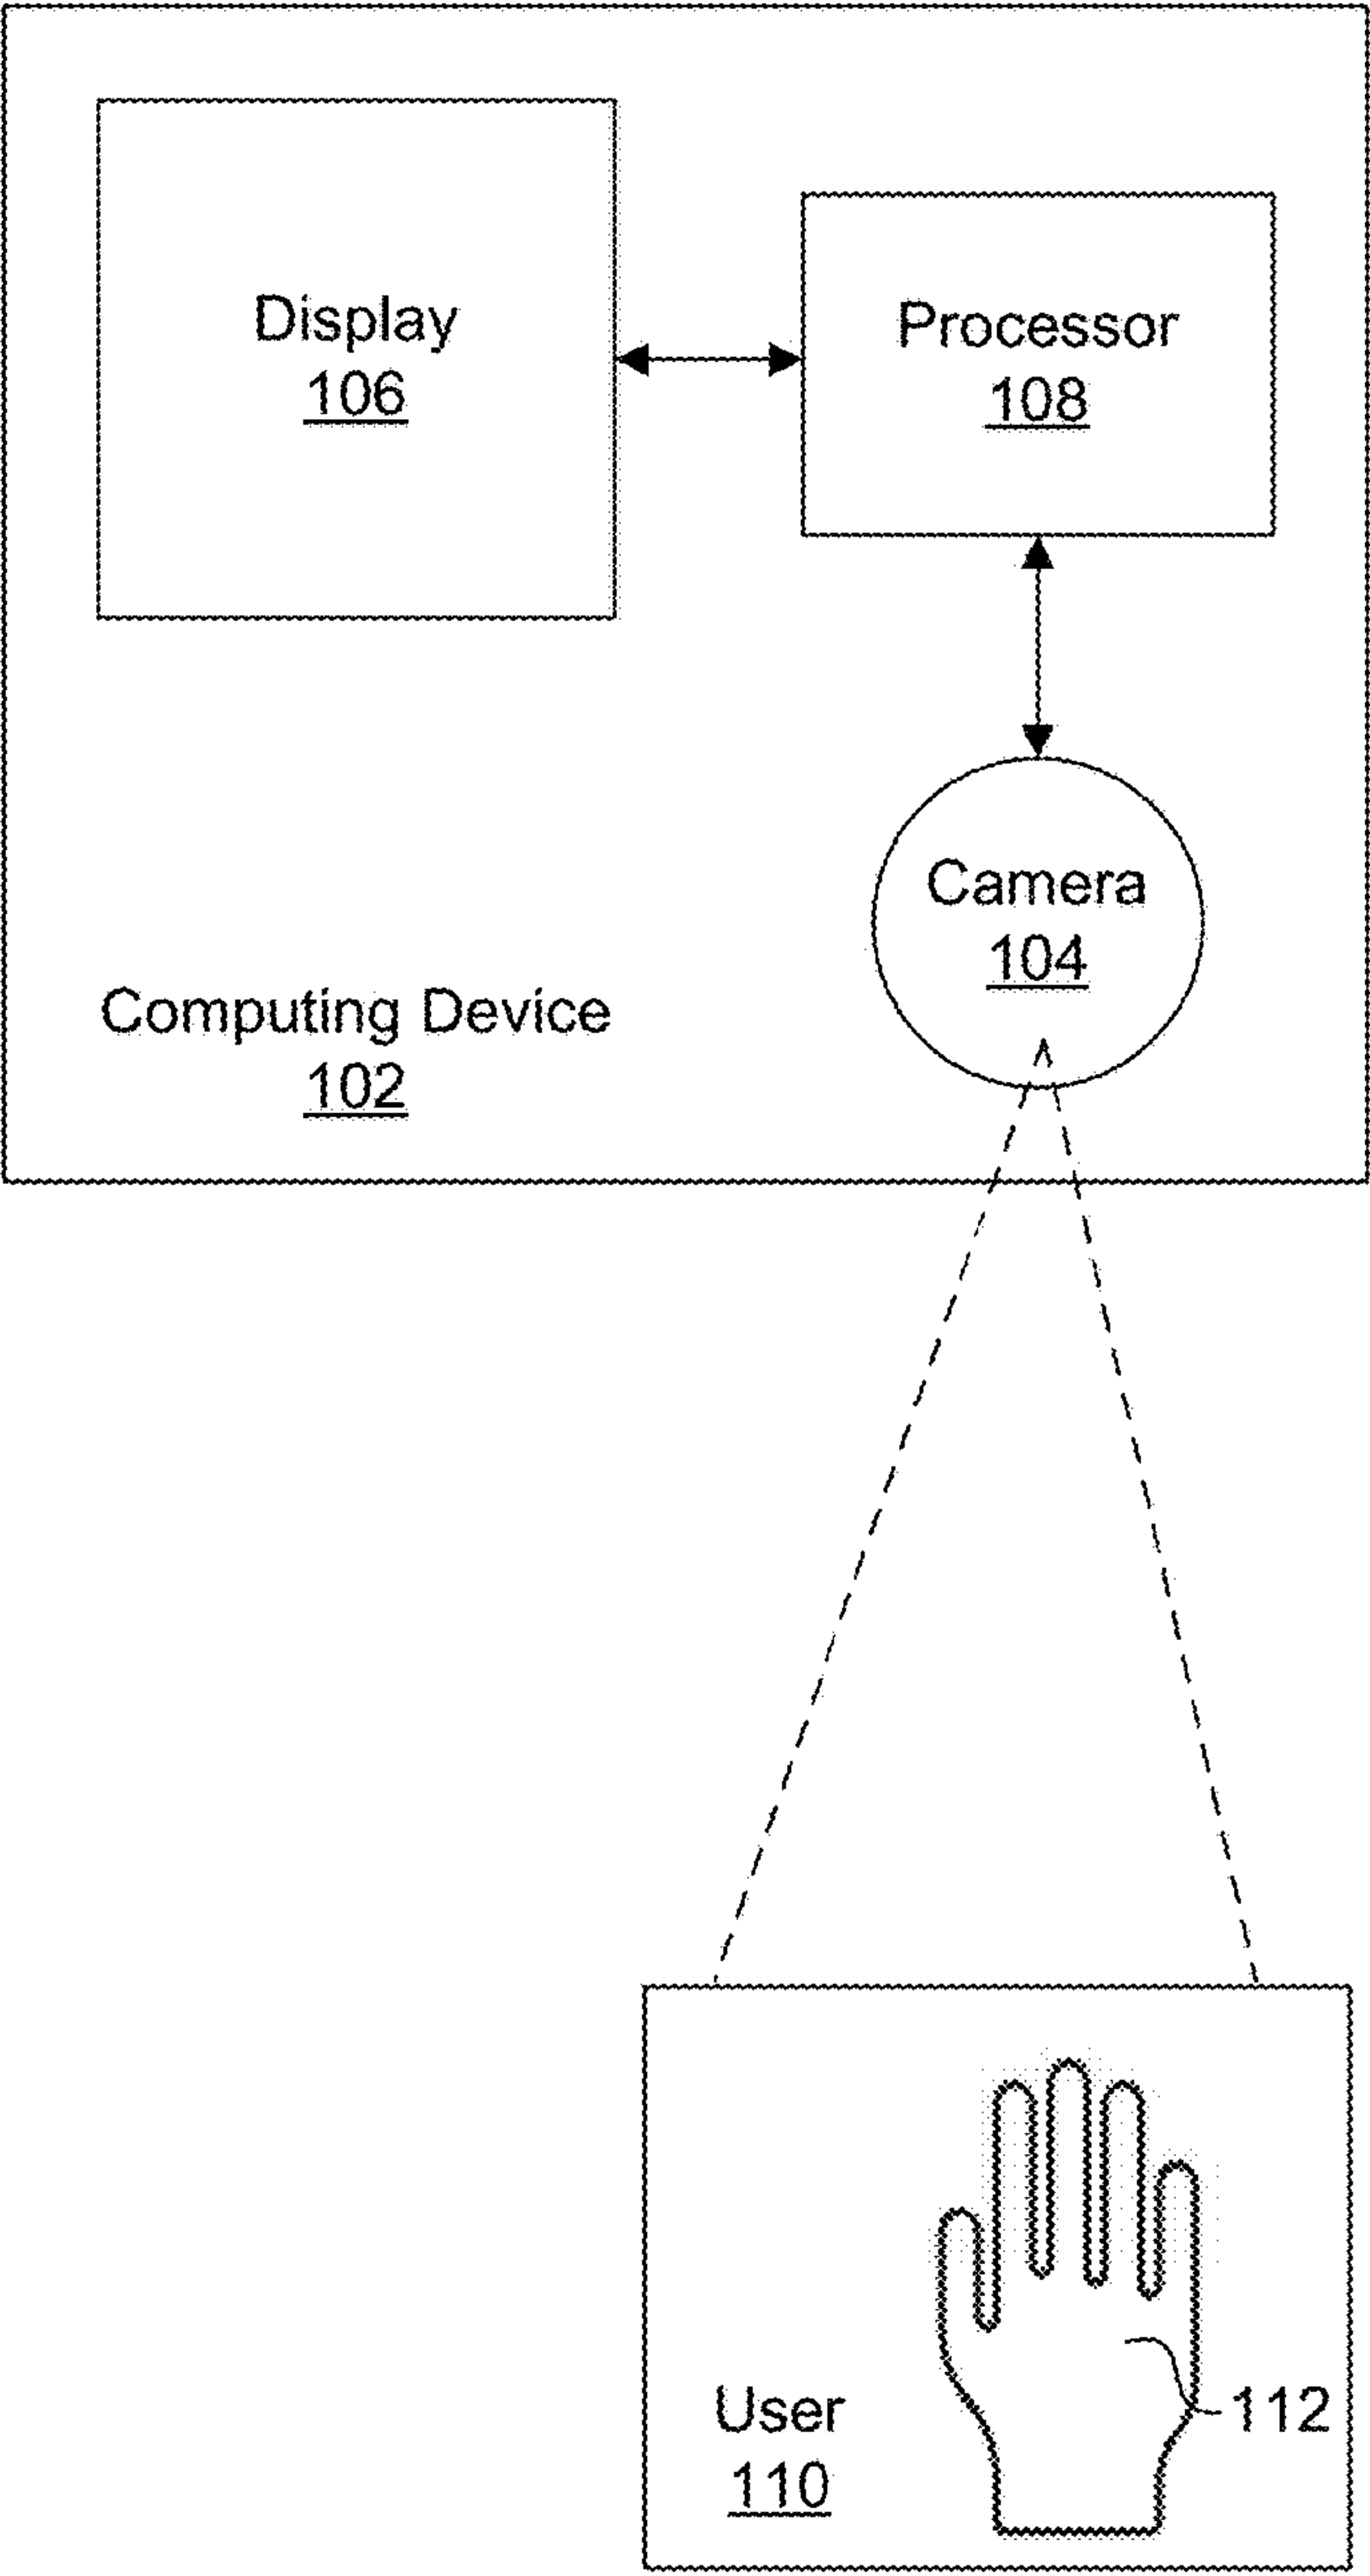 Display
106
Processor
108
Camera
104
Computing Device
102
112
User
110